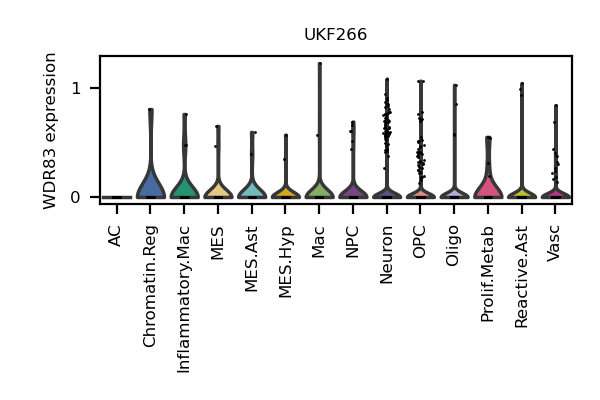 UKF266
WDR83 expression
1
0
AC
Chromatin.Reg
Inflammatory.Mac
MES
MES.Ast
MES.Hyp
Mac
NPC
Neuron
OPC
Oligo
Prolif.Metab
Reactive.Ast
Vasc